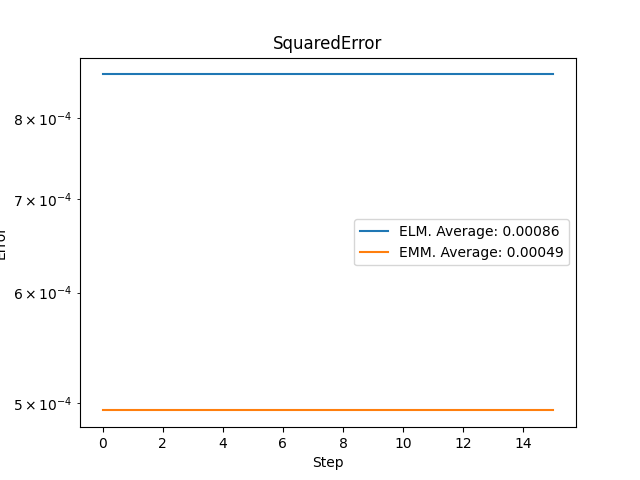 SquaredError
8 × 10⁻⁴
7 × 10⁻⁴
6 × 10⁻⁴
5 × 10⁻⁴
Error
ELM. Average: 0.00086
EMM. Average: 0.00049
0 2 4 6 8 10 12 14
Step